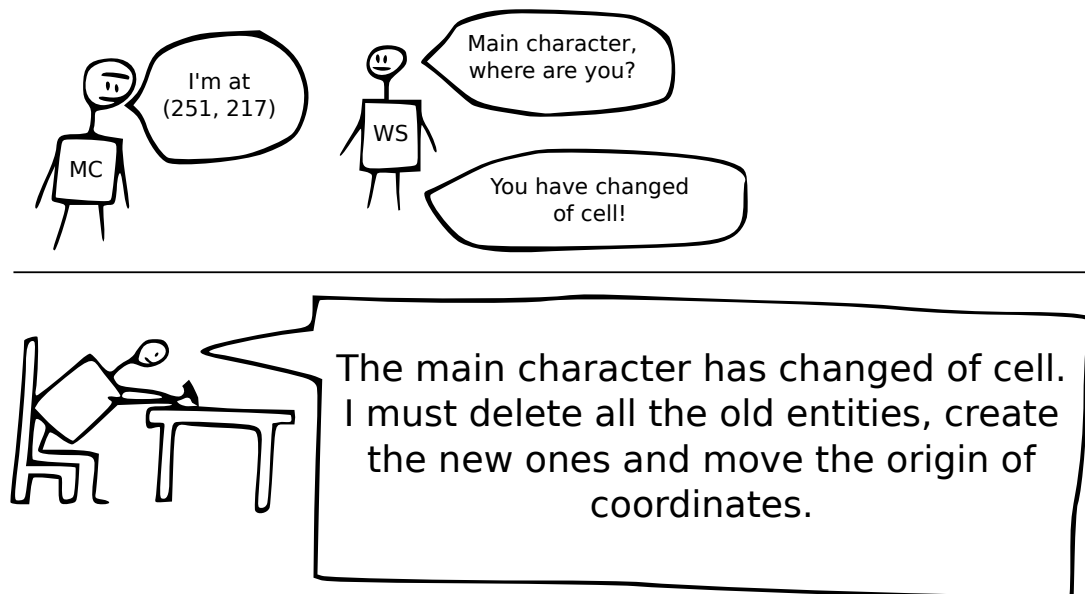 Main character,
where are you?
I'm at
(251, 217)
WS
MC
You have changed
of cell!
The main character has changed of cell.
I must delete all the old entities, create
the new ones and move the origin of
coordinates.